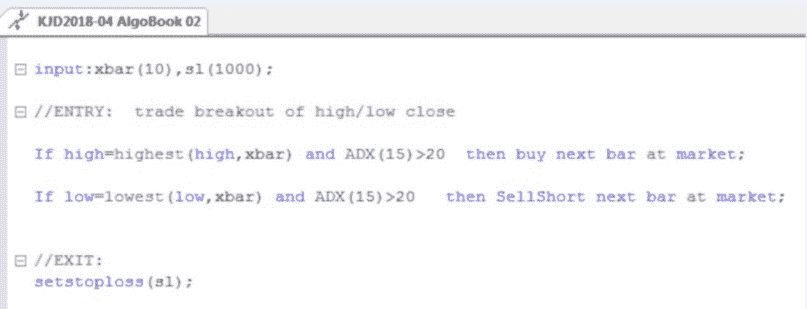 KJD2018-04 AlgoBook 02
input:xbar(10),sl(1000);
//ENTRY:  trade breakout of high/low close
If high=highest(high,xbar) and ADX(15)>20  then buy next bar at market;
If low=lowest(low,xbar) and ADX(15)>20   then SellShort next bar at market;
//EXIT:
setstoploss(sl);